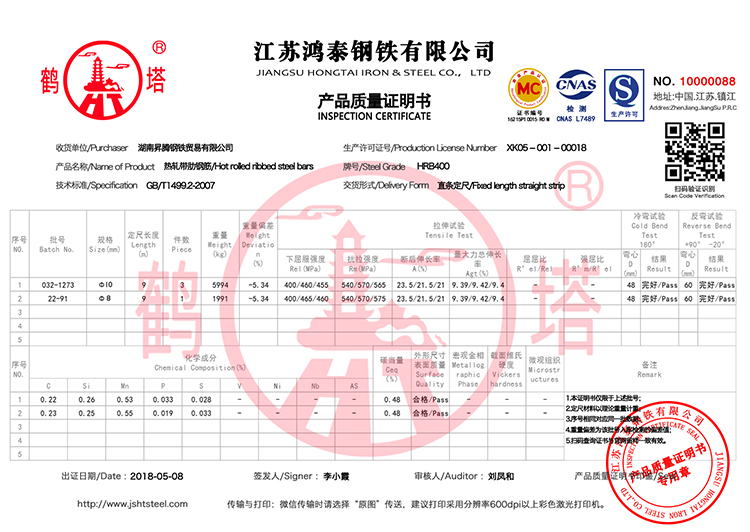 江苏鸿泰钢铁有限公司
JIANGSU HONGTAI IRON & STEEL CO., LTD
鹤 塔 ®
产品质量证明书
INSPECTION CERTIFICATE
MC
证书编号
CNAS
检测
CNAS L7489
S
生产许可
NO. 10000088
地址:中国.江苏.镇江
Addres:ZhenJiang,JiangSu P.R.C
扫码验证识别
Scan Code Verification
收货单位/Purchaser 湖南昇腾钢铁贸易有限公司
生产许可证号/Production License Number XK05-001-00018
产品名称/Name of Product 热轧带肋钢筋/Hot rolled ribbed steel bars
牌号/Steel Grade HRB400
技术标准/Specification GB/T1499.2-2007
交货形式/Delivery Form 直条定尺/Fixed length straight strip
鹤 塔 ®
序号 NO. 批号 Batch No. 规格 Size(mm) 定尺长度 Length (m) 件数 Piece 重量 Weight (kg) 重量偏差 Weight Deviation (%) 拉伸试验 Tensile Test 冷弯试验 Cold Bend Test 180° 反弯试验 Reverse Bend Test +90° -20°
下屈服强度 Rel(MPa) 抗拉强度 Rm(MPa) 断后伸长率 A(%) 最大力总伸长率 Agt(%) 屈屈比 R'el/Rel 强屈比 R'm/R'el 弯心 D (mm) 结果 Result 弯心 D (mm) 结果 Result
1 032-1273 Φ10 9 3 5994 -5.34 400/460/455 540/570/565 23.5/21.5/21 9.39/9.42/9.4 - - 48 完好/Pass 60 完好/Pass
2 22-91 Φ8 9 1 1991 -5.34 400/465/460 540/570/575 23.5/21.5/21 9.39/9.42/9.4 - - 48 完好/Pass 60 完好/Pass
3
4
5
序号 NO. 化学成分 Chemical Composition(%) 碳当量 Ceq (%) 外形尺寸 表面质量 Surface Quality 患观金相 Metallographic Phase 截面维氏硬度 Vickers hardness 微观组织 Microstructures 备注 Remark
C Si Mn P S V Ni Nb AS
1 0.22 0.26 0.53 0.033 0.028 - - - - 0.48 合格/Pass - - -
2 0.23 0.25 0.55 0.019 0.033 - - - - 0.48 合格/Pass - - -
3
4
5
1.本证明书仅限于上述批号;
2.定尺材料以理论重量计重;
3.序号相对应同一批数据;
4.重量偏差为该批号入库检测的偏差值;
5.扫码查询证书与货物资料一致有效。
出证日期/Date : 2018-05-08
签发人/Signer : 李小霞
审核人/Auditor : 刘凤和
产品质量证明书印鉴/Seal
江苏鸿泰钢铁有限公司
CERTIFICATE SEAL
产品质量证明书
专用章
JIANGSU HONGTAI IRON STEEL CO.,LTD
http://www.jshtsteel.com
传输与打印:微信传输时请选择"原图"传送,建议打印采用分辨率600dpi以上彩色激光打印机。